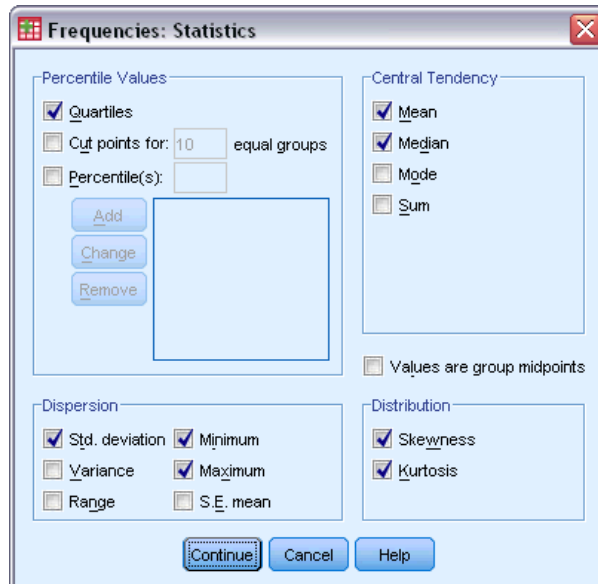 Frequencies: Statistics
Percentile Values
Quartiles
Cut points for: 10 equal groups
Percentile(s):
Add
Change
Remove
Central Tendency
Mean
Median
Mode
Sum
Values are group midpoints
Dispersion
Std. deviation Minimum
Variance Maximum
Range S.E. mean
Distribution
Skewness
Kurtosis
Continue Cancel Help